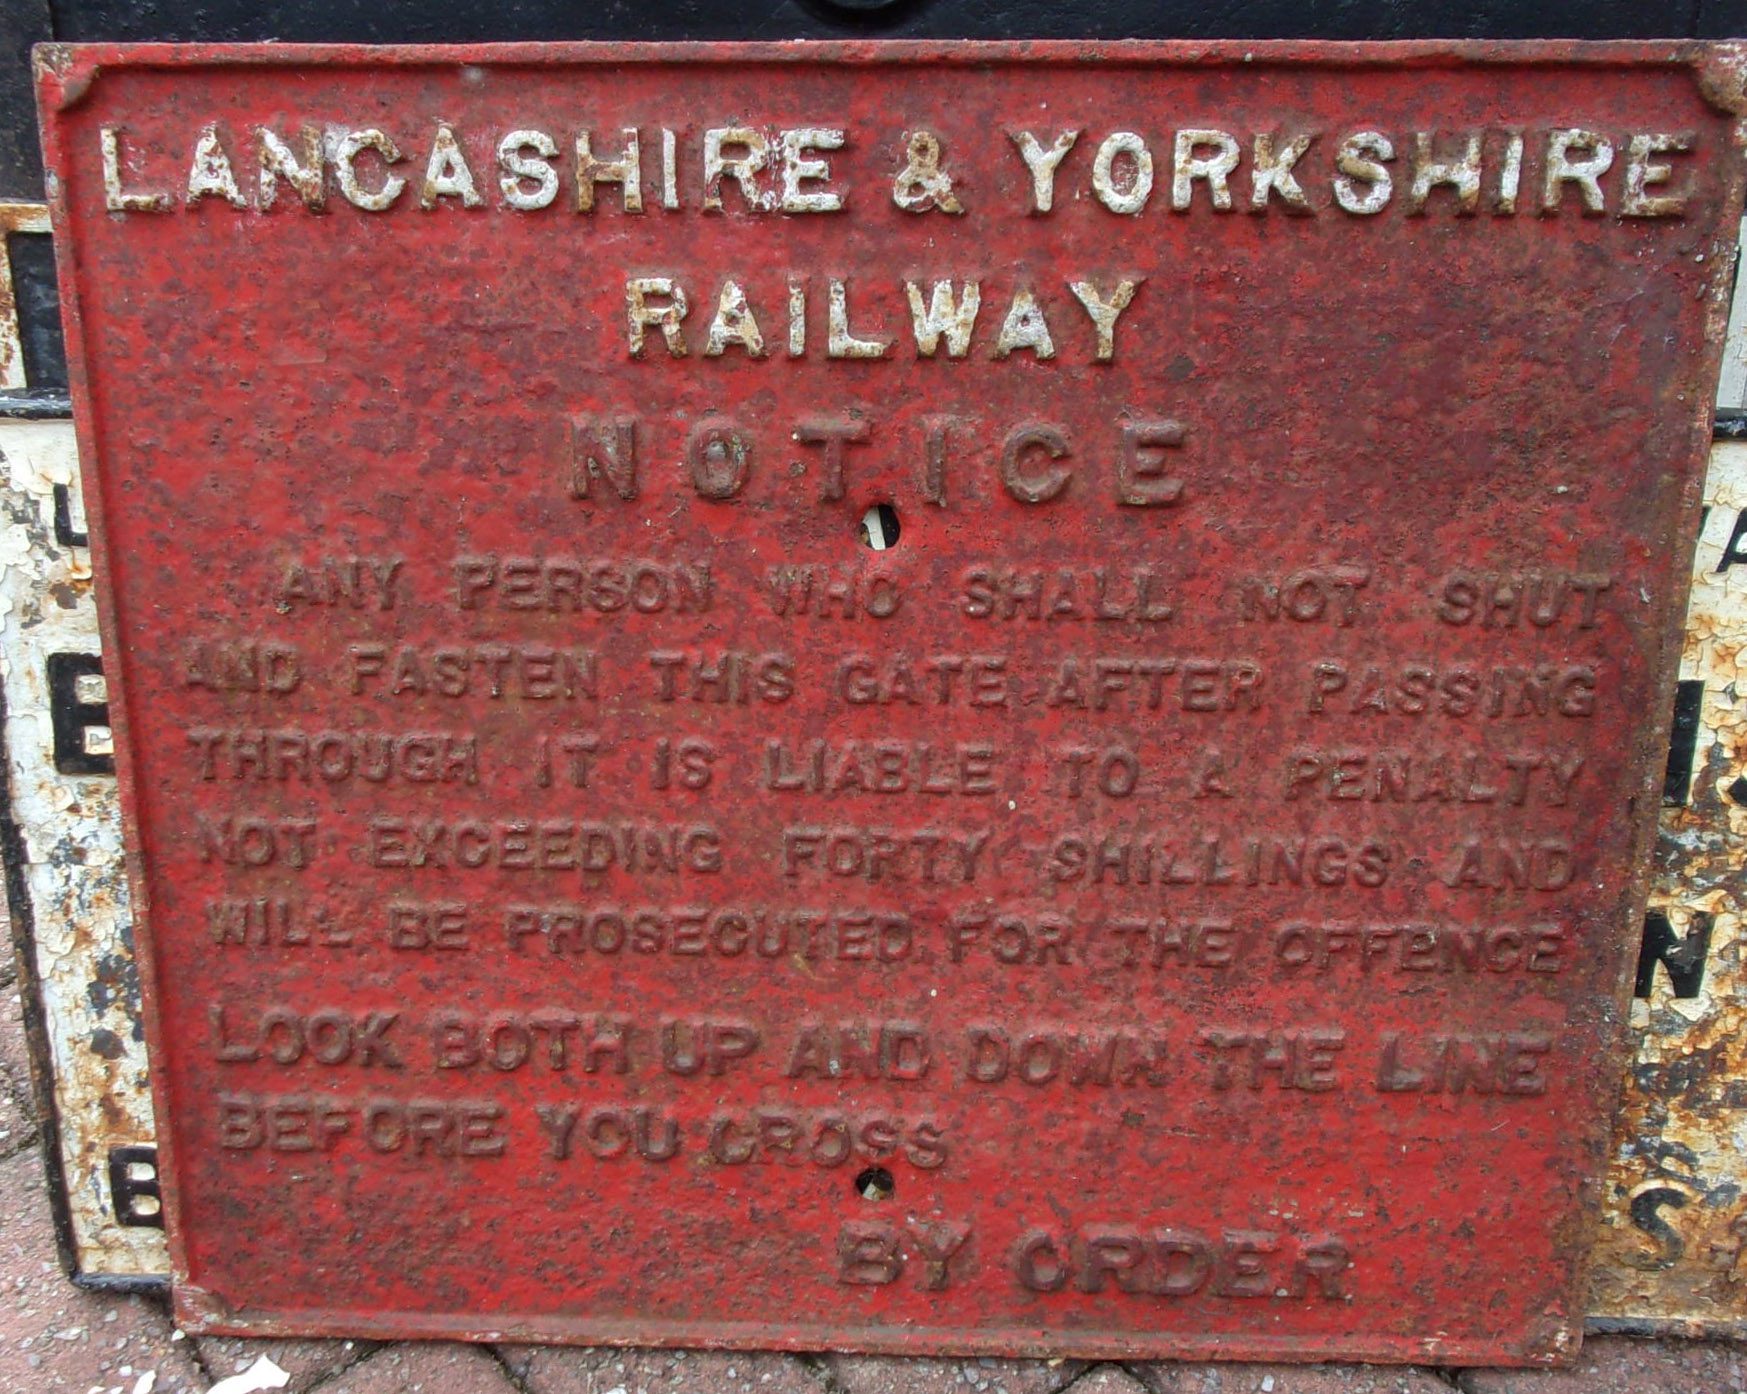 LANCASHIRE & YORKSHIRE
RAILWAY
NOTICE
ANY PERSON WHO SHALL NOT SHUT
AND FASTEN THIS GATE AFTER PASSING
THROUGH IT IS LIABLE TO A PENALTY
NOT EXCEEDING FORTY SHILLINGS AND
WILL BE PROSECUTED FOR THE OFFENCE
LOOK BOTH UP AND DOWN THE LINE
BEFORE YOU CROSS
BY ORDER